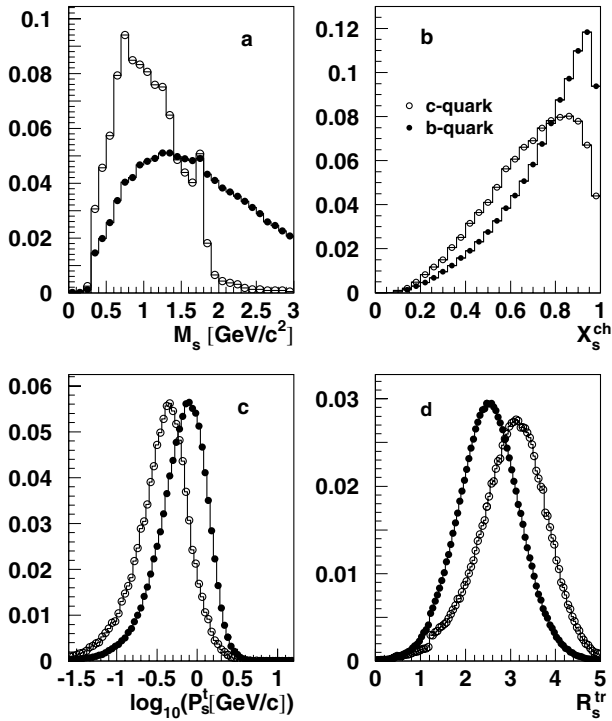 a
0.1
0.08
0.06
0.04
0.02
0
0 0.5 1 1.5 2 2.5 3
M_s [GeV/c²]
b
0.12
0.1
0.08
0.06
0.04
0.02
0
c-quark
b-quark
0 0.2 0.4 0.6 0.8 1
X_s^ch
c
0.06
0.05
0.04
0.03
0.02
0.01
0
-1.5 -1 -0.5 0 0.5 1
log₁₀(P_s^t[GeV/c])
d
0.03
0.02
0.01
0
0 1 2 3 4 5
R_s^tr